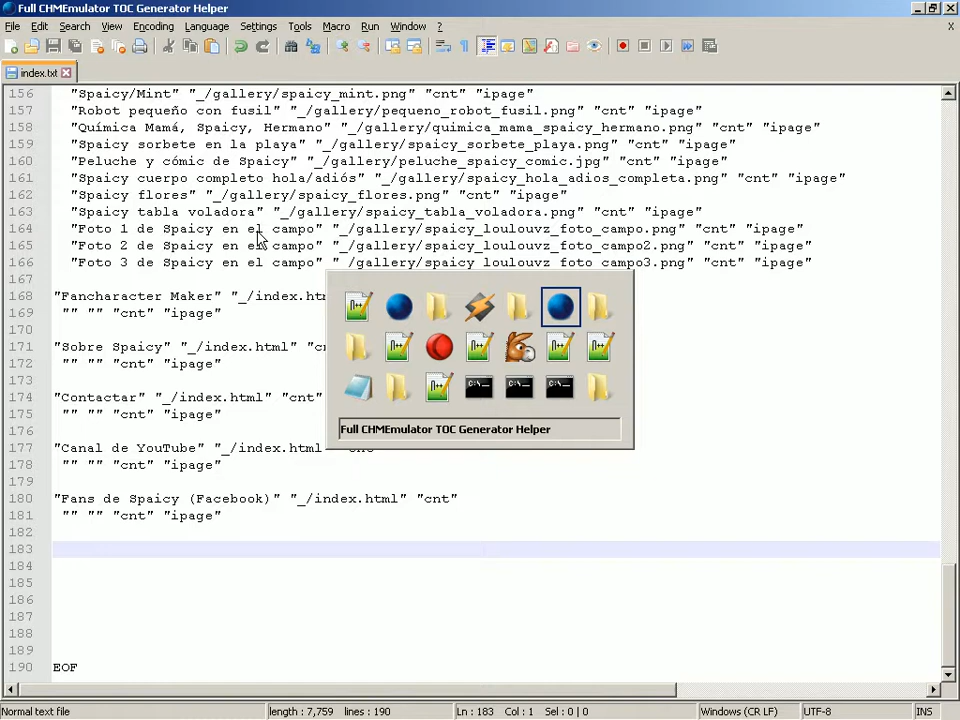 Full CHMEmulator TOC Generator Helper
File Edit Search View Encoding Language Settings Tools Macro Run Window ? X
index.txt
156 "Spaicy/Mint" "_/gallery/spaicy_mint.png" "cnt" "ipage"
157 "Robot pequeño con fusil" "_/gallery/pequeno_robot_fusil.png" "cnt" "ipage"
158 "Química Mamá, Spaicy, Hermano" "_/gallery/quimica_mama_spaicy_hermano.png" "cnt" "ipage"
159 "Spaicy sorbete en la playa" "_/gallery/spaicy_sorbete_playa.png" "cnt" "ipage"
160 "Peluche y cómic de Spaicy" "_/gallery/peluche_spaicy_comic.jpg" "cnt" "ipage"
161 "Spaicy cuerpo completo hola/adiós" "_/gallery/spaicy_hola_adios_completa.png" "cnt" "ipage"
162 "Spaicy flores" "_/gallery/spaicy_flores.png" "cnt" "ipage"
163 "Spaicy tabla voladora" "_/gallery/spaicy_tabla_voladora.png" "cnt" "ipage"
164 "Foto 1 de Spaicy en el campo" "_/gallery/spaicy_loulouvz_foto_campo.png" "cnt" "ipage"
165 "Foto 2 de Spaicy en el campo" "_/gallery/spaicy_loulouvz_foto_campo2.png" "cnt" "ipage"
166 "Foto 3 de Spaicy en el campo" "_/gallery/spaicy_loulouvz_foto_campo3.png" "cnt" "ipage"
167
168 "Fancharacter Maker" "_/index.htm
169 "" "" "cnt" "ipage"
170
171 "Sobre Spaicy" "_/index.html" "cn
172 "" "" "cnt" "ipage"
173
174 "Contactar" "_/index.html" "cnt"
175 "" "" "cnt" "ipage"
176
177 "Canal de YouTube" "_/index.html"
178 "" "" "cnt" "ipage"
179
180 "Fans de Spaicy (Facebook)" "_/index.html" "cnt"
181 "" "" "cnt" "ipage"
182
183
184
185
186
187
188
189
190 EOF
Full CHMEmulator TOC Generator Helper
Normal text file length : 7,759 lines : 190 Ln : 183 Col : 1 Sel : 0 | 0 Windows (CR LF) UTF-8 INS